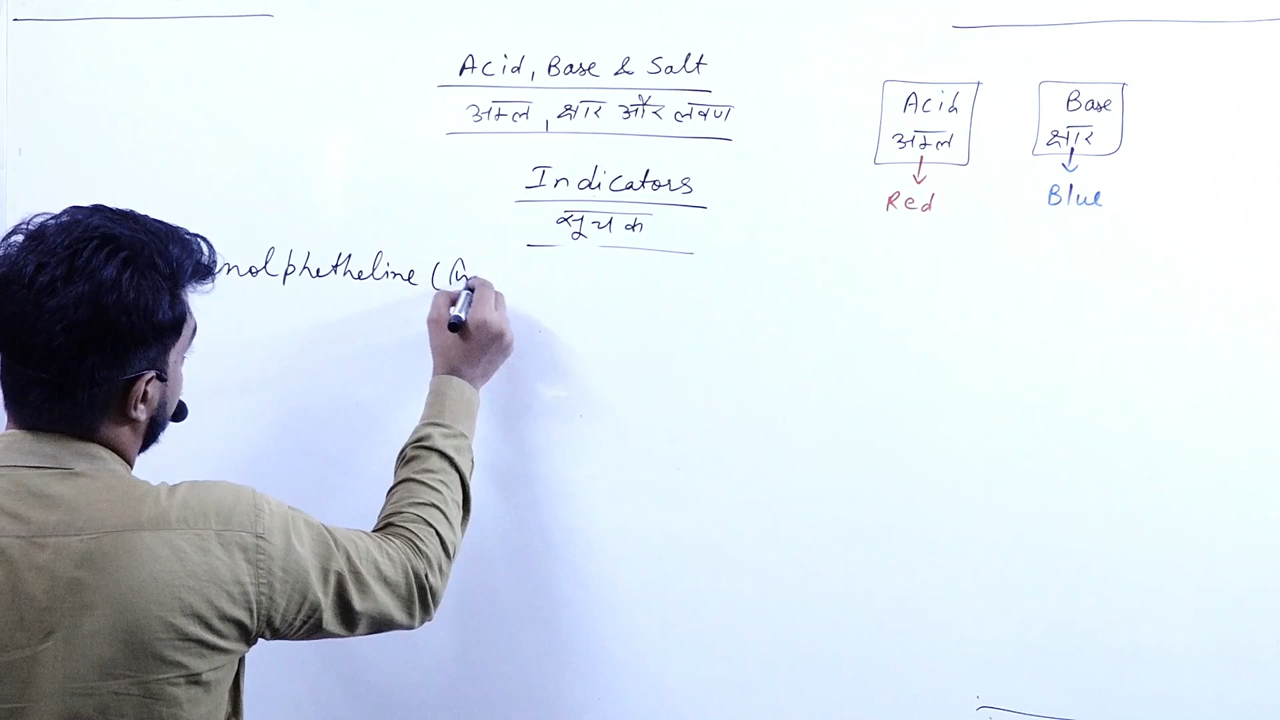 Acid, Base & Salt
अम्ल, क्षार और लवण
Indicators
सूचक
nolphetheline (
Acid
अम्ल
Red
Base
क्षार
Blue